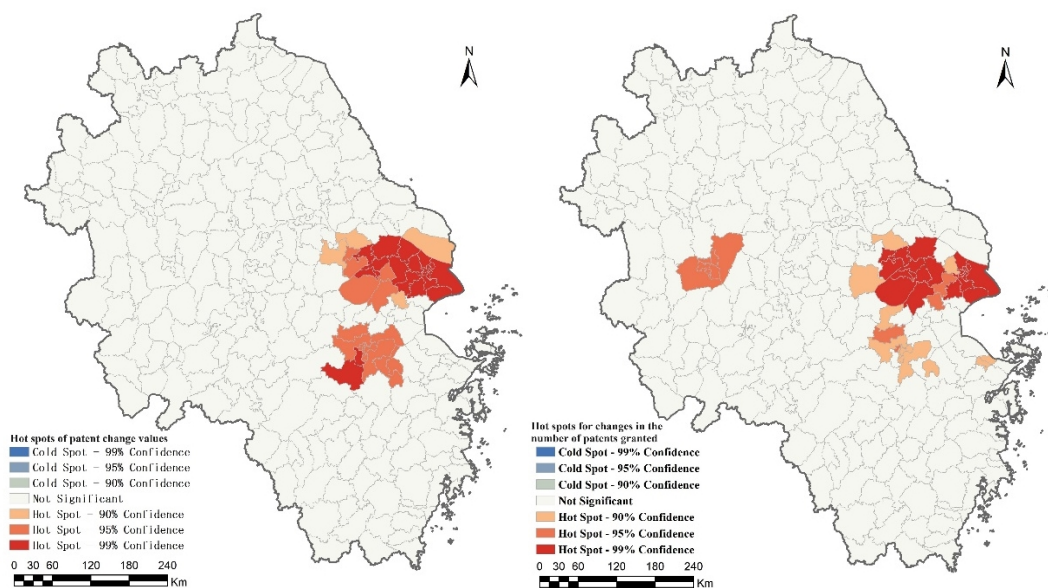 N
Hot spots of patent change values
Cold Spot - 99% Confidence
Cold Spot - 95% Confidence
Cold Spot - 90% Confidence
Not Significant
Hot Spot - 90% Confidence
Hot Spot - 95% Confidence
Hot Spot - 99% Confidence
0 30 60 120 180 240
Km
N
Hot spots for changes in the
number of patents granted
Cold Spot - 99% Confidence
Cold Spot - 95% Confidence
Cold Spot - 90% Confidence
Not Significant
Hot Spot - 90% Confidence
Hot Spot - 95% Confidence
Hot Spot - 99% Confidence
0 30 60 120 180 240
Km